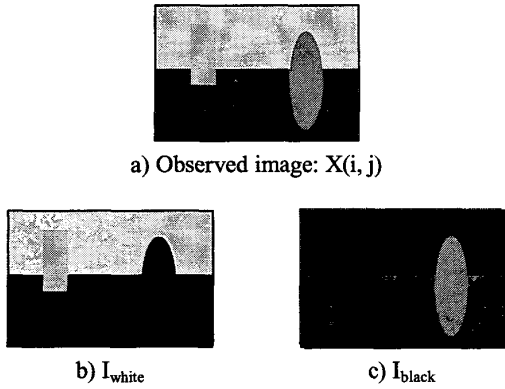 a) Observed image: X(i, j)
b) I_white
c) I_black